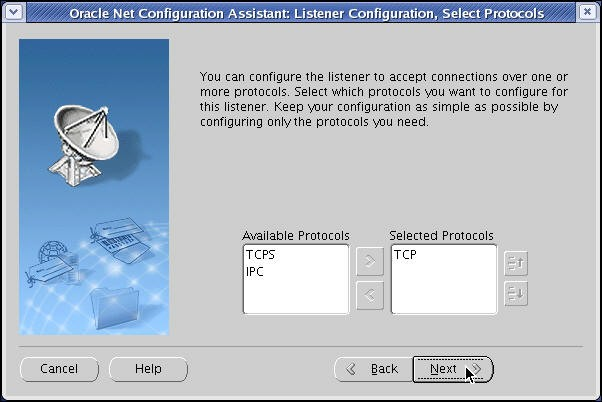 Oracle Net Configuration Assistant: Listener Configuration, Select Protocols
You can configure the listener to accept connections over one or
more protocols. Select which protocols you want to configure for
this listener. Keep your configuration as simple as possible by
configuring only the protocols you need.
Available Protocols
TCPS
IPC
Selected Protocols
TCP
Cancel
Help
Back
Next